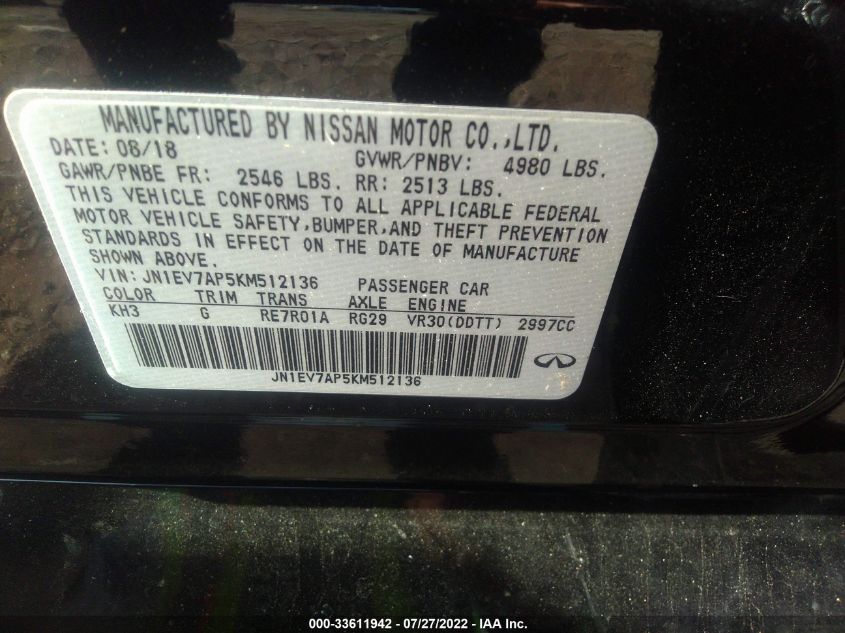 MANUFACTURED BY NISSAN MOTOR CO.,LTD.
DATE: 08/18 GVWR/PNBV: 4980 LBS.
GAWR/PNBE FR: 2546 LBS. RR: 2513 LBS.
THIS VEHICLE CONFORMS TO ALL APPLICABLE FEDERAL
MOTOR VEHICLE SAFETY,BUMPER,AND THEFT PREVENTION
STANDARDS IN EFFECT ON THE DATE OF MANUFACTURE
SHOWN ABOVE.
VIN: JN1EV7AP5KM512136 PASSENGER CAR
COLOR TRIM TRANS AXLE ENGINE
KH3 G RE7R01A RG29 VR30(DDTT) 2997CC
JN1EV7AP5KM512136
000-33611942 / 07/27/2022 - IAA Inc.